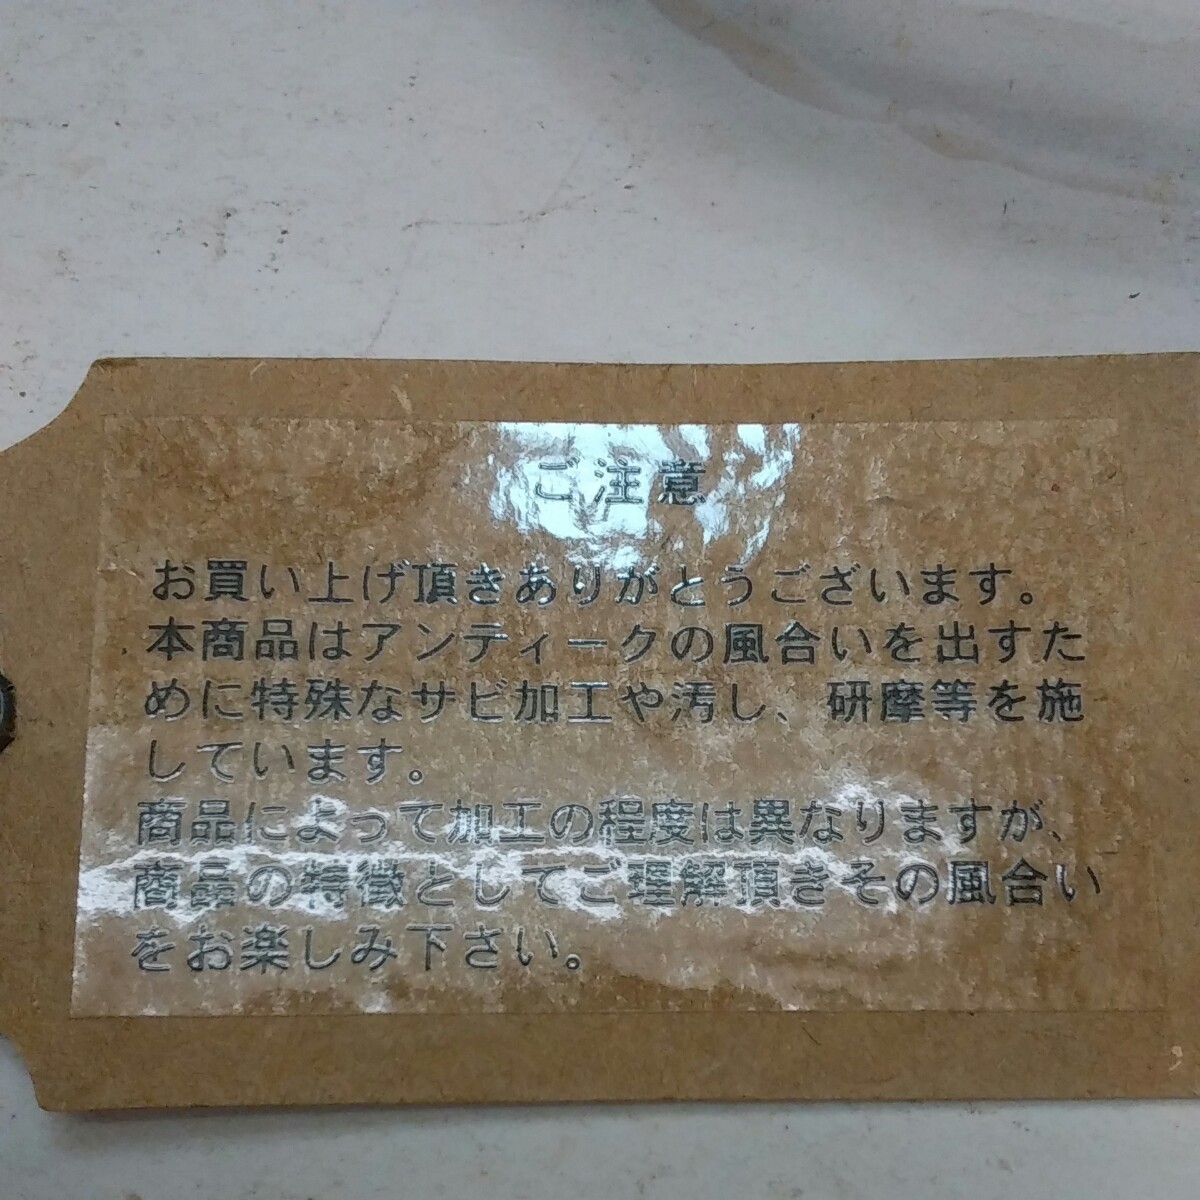 ご注意
お買い上げ頂きありがとうございます。
本商品はアンティークの風合いを出すた
めに特殊なサビ加工や汚し、研摩等を施
しています。
商品によって加工の程度は異なりますが、
商品の特徴としてご理解頂きその風合い
をお楽しみ下さい。